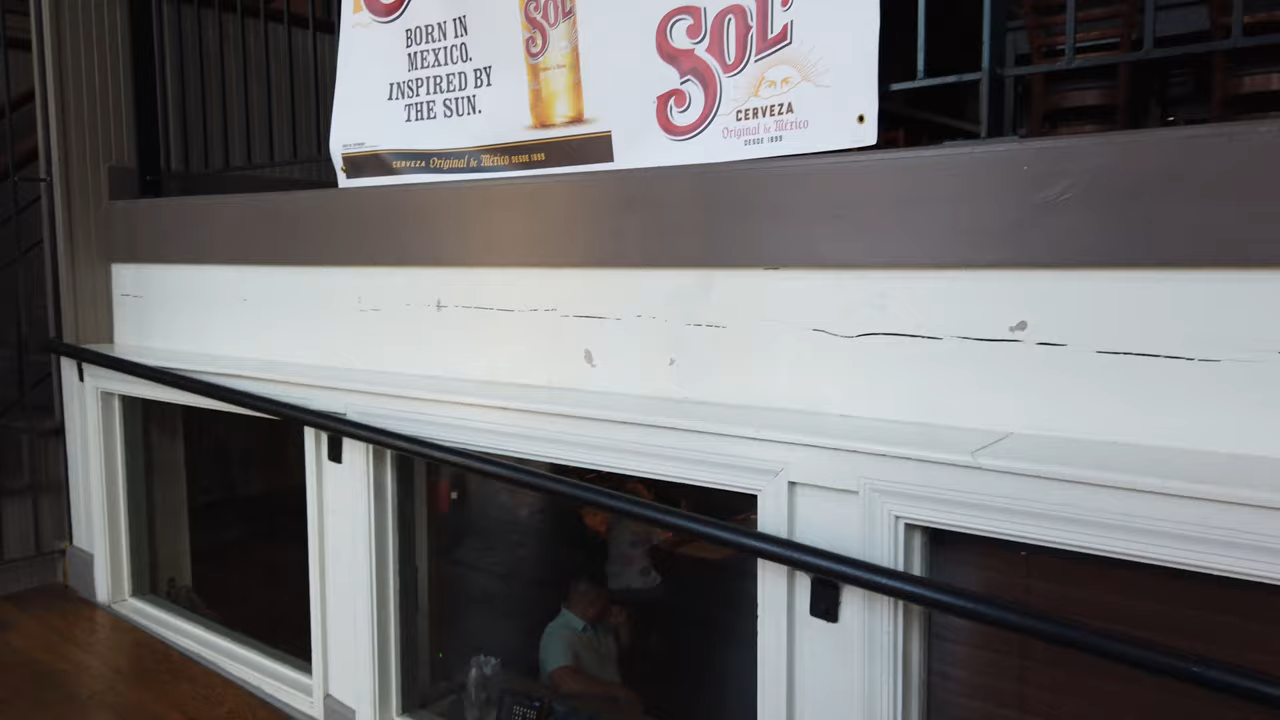 BORN IN
MEXICO.
INSPIRED BY
THE SUN.
SOL
SOL
CERVEZA
Original de México
DESDE 1899
CERVEZA Original de México DESDE 1899